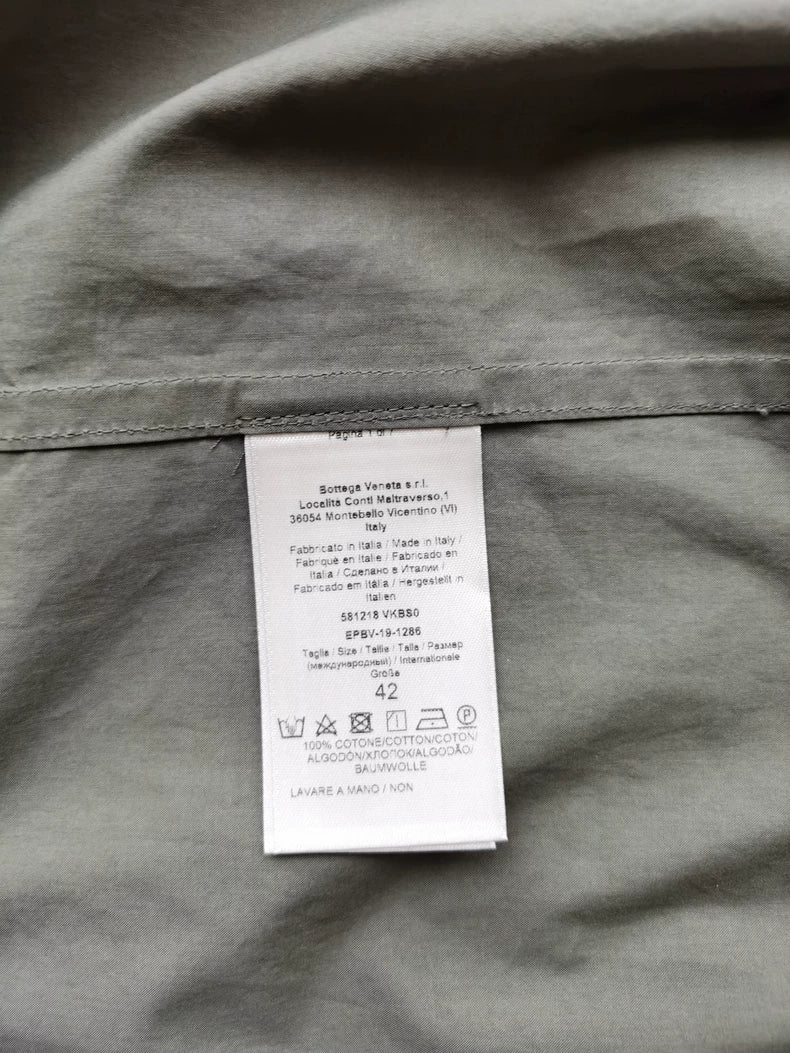 Pagina 1 di 7
Bottega Veneta s.r.l.
Località Conti Maltraverso,1
36054 Montebello Vicentino (VI)
Italy
Fabbricato in Italia / Made in Italy /
Fabriqué en Italie / Fabricado en
Italia / Сделано в Италии /
Fabricado em Itália / Hergestellt in
Italien
581218 VKBS0
EPBV-19-1286
Taglia / Size / Taille / Talla / Размер
(международный) / Internationale
Größe
42
P
100% COTONE/COTTON/COTON/
ALGODÓN/ХЛОПОК/ALGODÃO/
BAUMWOLLE
LAVARE A MANO / NON